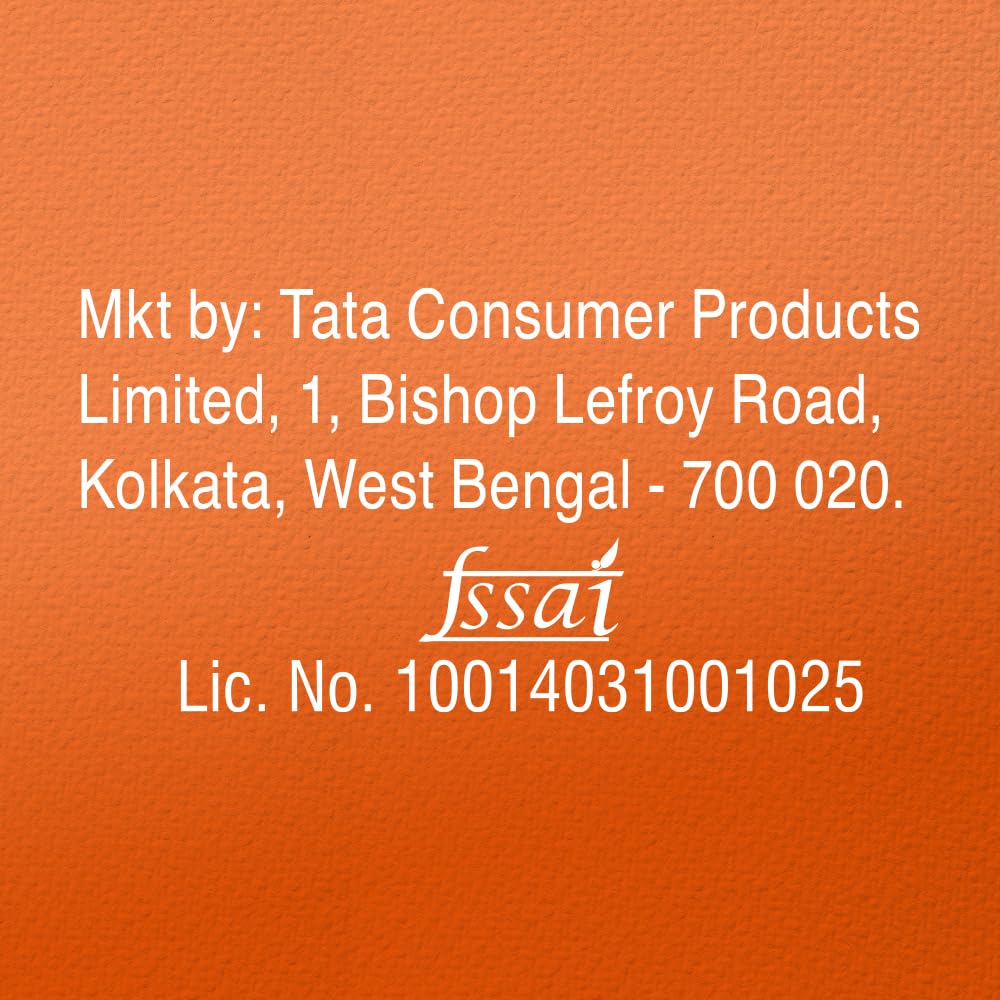 Mkt by: Tata Consumer Products
Limited, 1, Bishop Lefroy Road,
Kolkata, West Bengal - 700 020.
fssai
Lic. No. 10014031001025